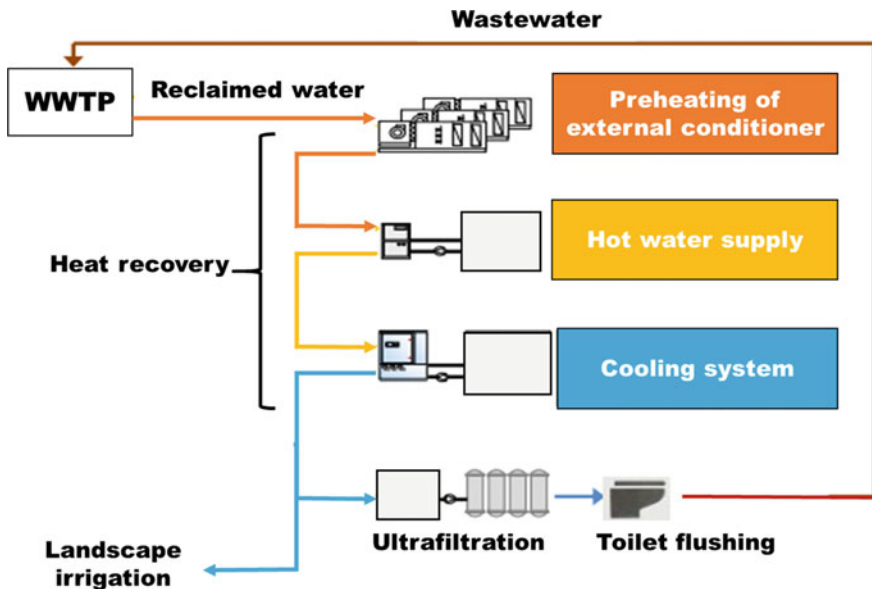 Wastewater
WWTP
Reclaimed water
Preheating of
external conditioner
Heat recovery
Hot water supply
Cooling system
Ultrafiltration
Toilet flushing
Landscape
irrigation